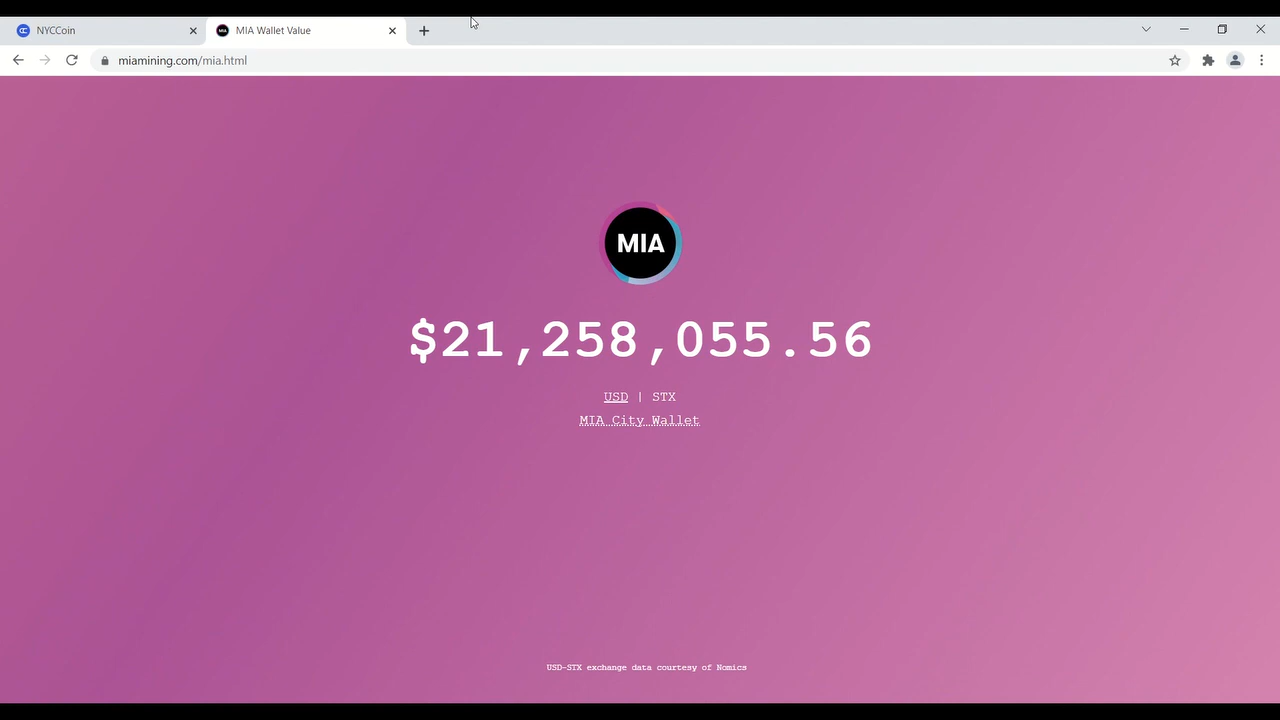 NYCCoin
MIA MIA Wallet Value
miamining.com/mia.html
MIA
$21,258,055.56
USD | STX
MIA City Wallet
USD-STX exchange data courtesy of Nomics